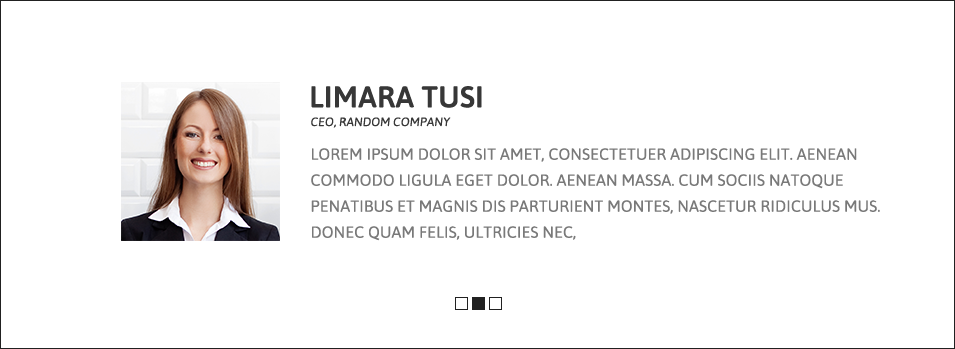 LIMARA TUSI
CEO, RANDOM COMPANY
LOREM IPSUM DOLOR SIT AMET, CONSECTETUER ADIPISCING ELIT. AENEAN
COMMODO LIGULA EGET DOLOR. AENEAN MASSA. CUM SOCIIS NATOQUE
PENATIBUS ET MAGNIS DIS PARTURIENT MONTES, NASCETUR RIDICULUS MUS.
DONEC QUAM FELIS, ULTRICIES NEC,